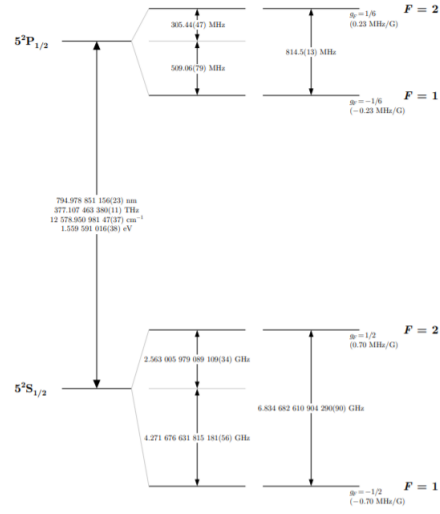 g_F = 1/6
(0.23 MHz/G)
F = 2
305.44(47) MHz
5²P₁/₂
814.5(13) MHz
509.06(79) MHz
g_F = −1/6
(−0.23 MHz/G)
F = 1
794.978 851 156(23) nm
377.107 463 380(11) THz
12 578.950 981 47(37) cm⁻¹
1.559 591 016(38) eV
g_F = 1/2
(0.70 MHz/G)
F = 2
2.563 005 979 089 109(34) GHz
5²S₁/₂
6.834 682 610 904 290(90) GHz
4.271 676 631 815 181(56) GHz
g_F = −1/2
(−0.70 MHz/G)
F = 1